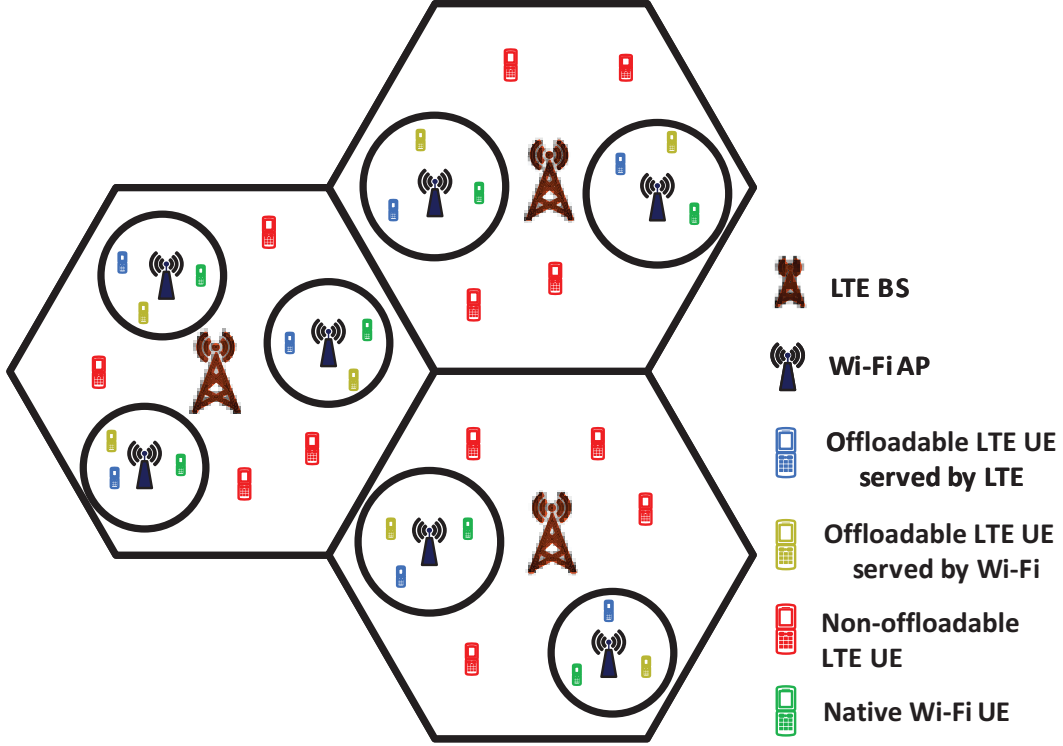 LTE BS
Wi-Fi AP
Offloadable LTE UE
served by LTE
Offloadable LTE UE
served by Wi-Fi
Non-offloadable
LTE UE
Native Wi-Fi UE